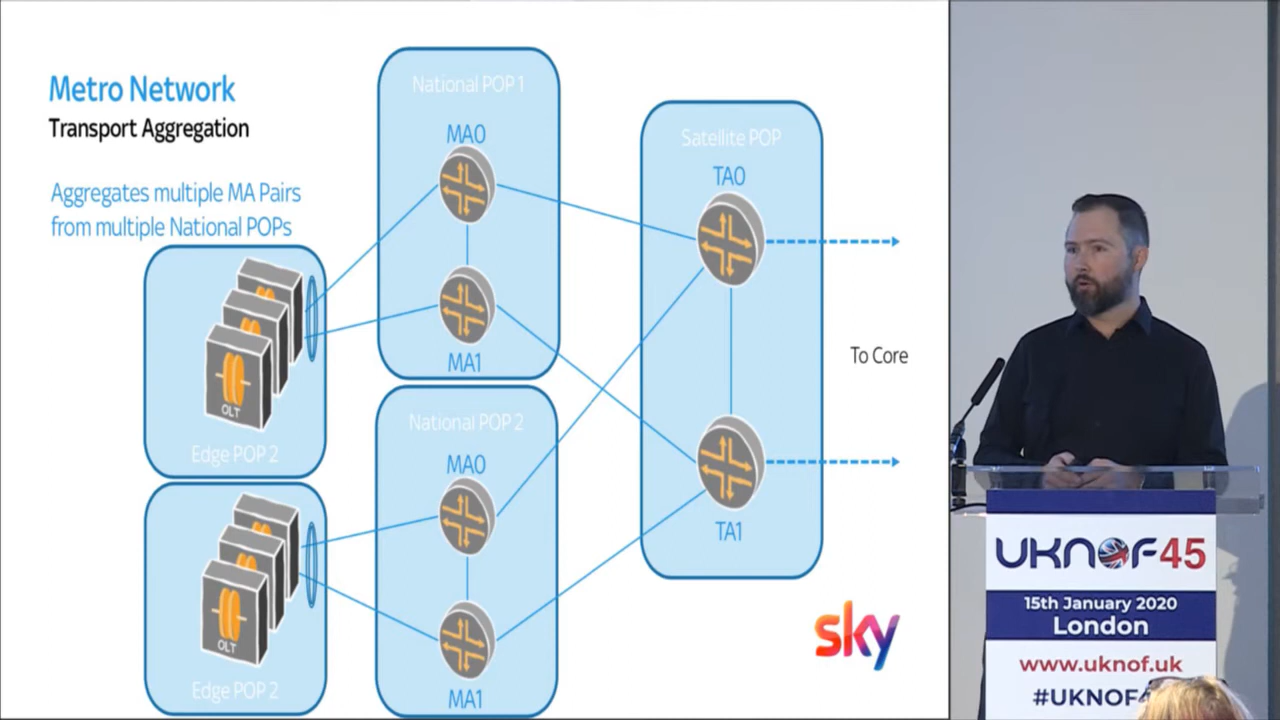 Metro Network
Transport Aggregation
Aggregates multiple MA Pairs
from multiple National POPs
OLT
Edge POP 2
OLT
Edge POP 2
National POP 1
MA0
MA1
National POP 2
MA0
MA1
Satellite POP
TA0
TA1
To Core
sky
UKNOF45
15th January 2020
London
www.uknof.uk
#UKNOF4